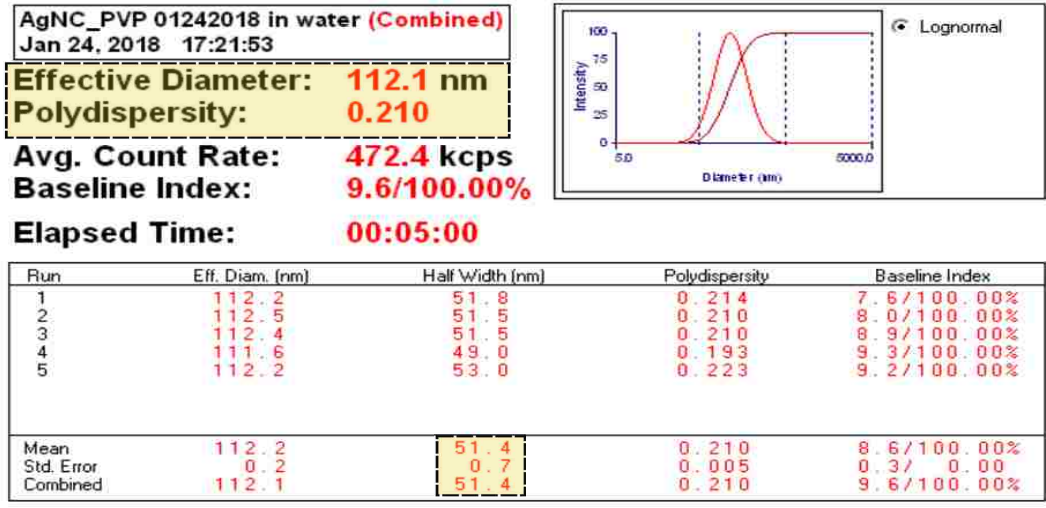 AgNC_PVP 01242018 in water (Combined)
Jan 24, 2018 17:21:53
Effective Diameter: 112.1 nm
Polydispersity: 0.210
Avg. Count Rate: 472.4 kcps
Baseline Index: 9.6/100.00%
Elapsed Time: 00:05:00
100
75
50
25
0
Intensity
5.0 5000.0
Diameter (nm)
Lognormal
Run Eff. Diam. (nm) Half Width (nm) Polydispersity Baseline Index
1 112.2 51.8 0.214 7.6/100.00%
2 112.5 51.5 0.210 8.0/100.00%
3 112.4 51.5 0.210 8.9/100.00%
4 111.6 49.0 0.193 9.3/100.00%
5 112.2 53.0 0.223 9.2/100.00%
Mean 112.2 51.4 0.210 8.6/100.00%
Std. Error 0.2 0.7 0.005 0.3/ 0.00
Combined 112.1 51.4 0.210 9.6/100.00%